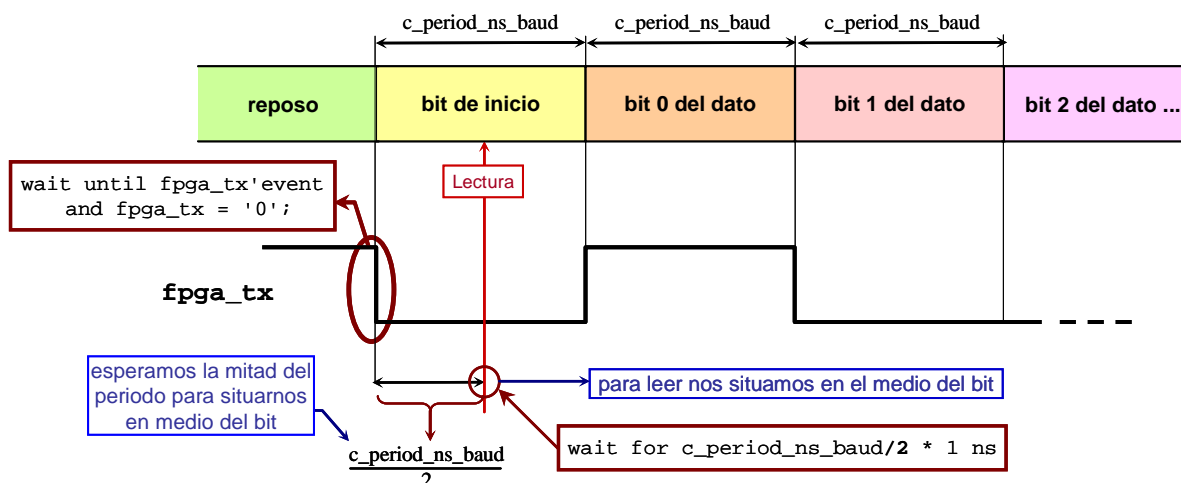 c_period_ns_baud c_period_ns_baud c_period_ns_baud
reposo bit de inicio bit 0 del dato bit 1 del dato bit 2 del dato ...
wait until fpga_tx'event
and fpga_tx = '0';
Lectura
fpga_tx
esperamos la mitad del
periodo para situarnos
en medio del bit
para leer nos situamos en el medio del bit
c_period_ns_baud
2
wait for c_period_ns_baud/2 * 1 ns